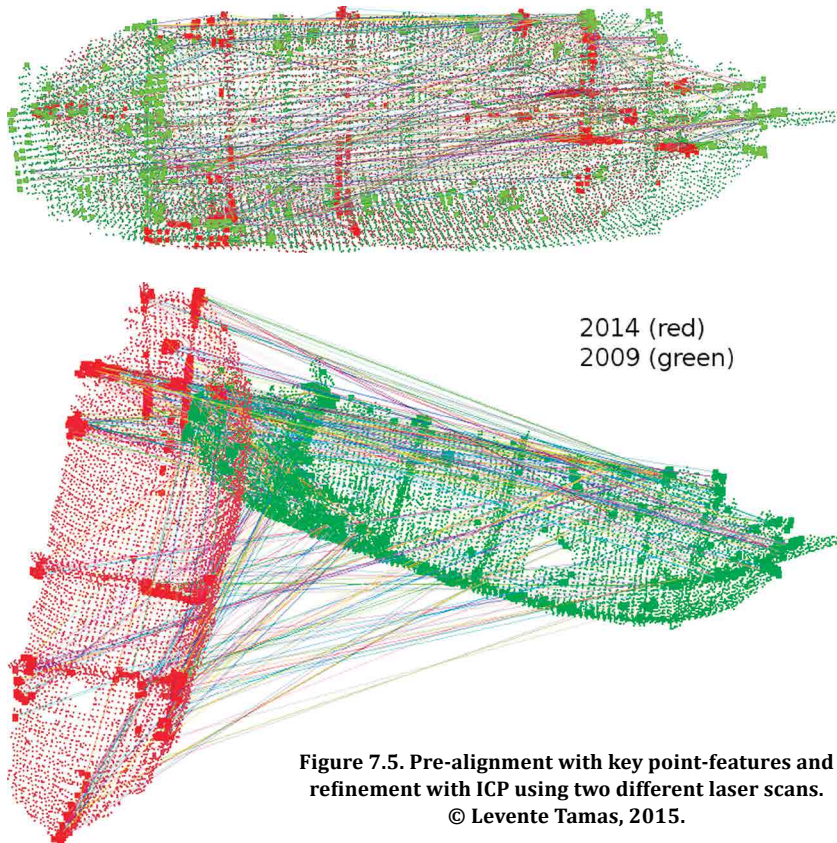 2014 (red)
2009 (green)
Figure 7.5. Pre-alignment with key point-features and
refinement with ICP using two different laser scans.
© Levente Tamas, 2015.